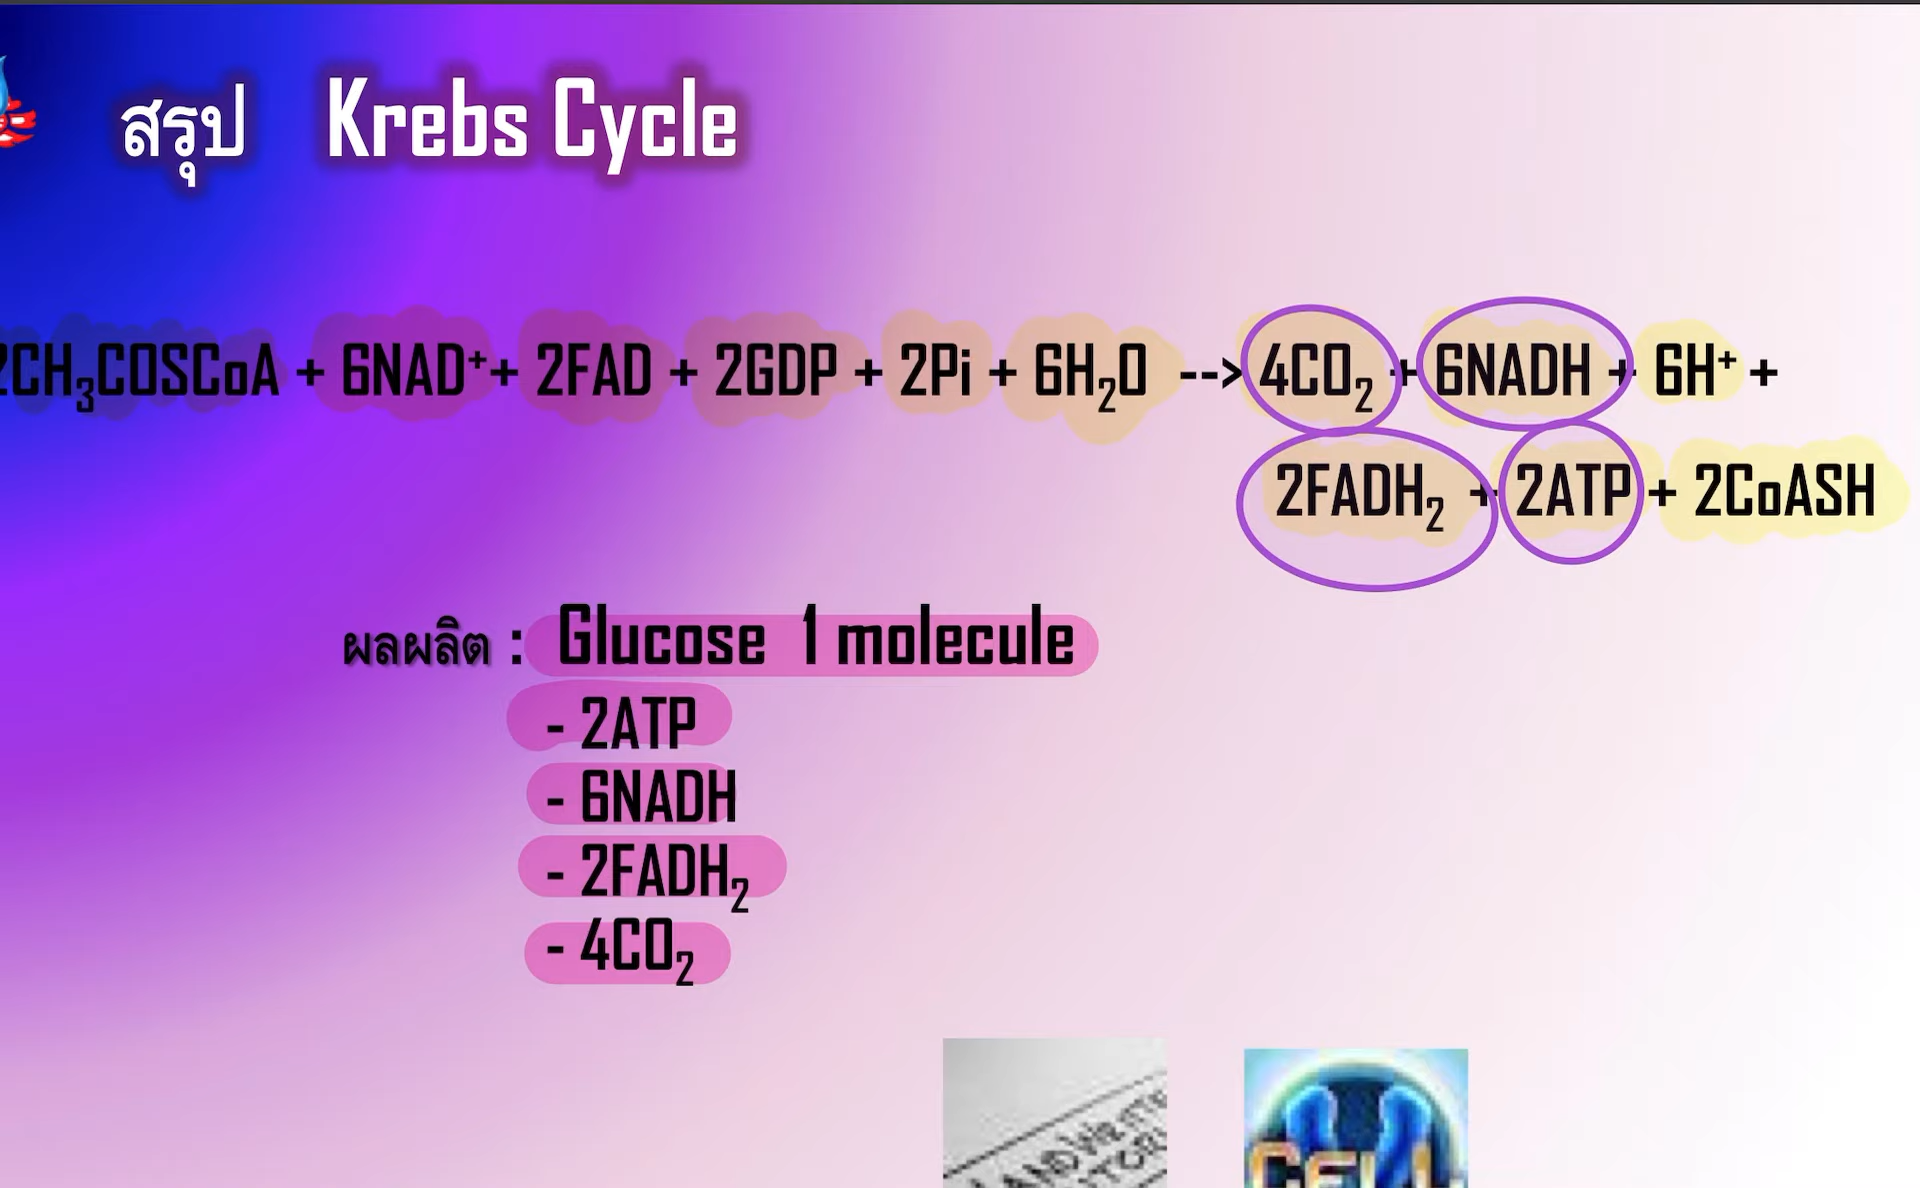 สรุป Krebs Cycle
2CH₃COSCoA + 6NAD⁺+ 2FAD + 2GDP + 2Pi + 6H₂O --> 4CO₂ + 6NADH + 6H⁺ +
2FADH₂ + 2ATP + 2CoASH
ผลผลิต : Glucose 1 molecule
- 2ATP
- 6NADH
- 2FADH₂
- 4CO₂
CELL